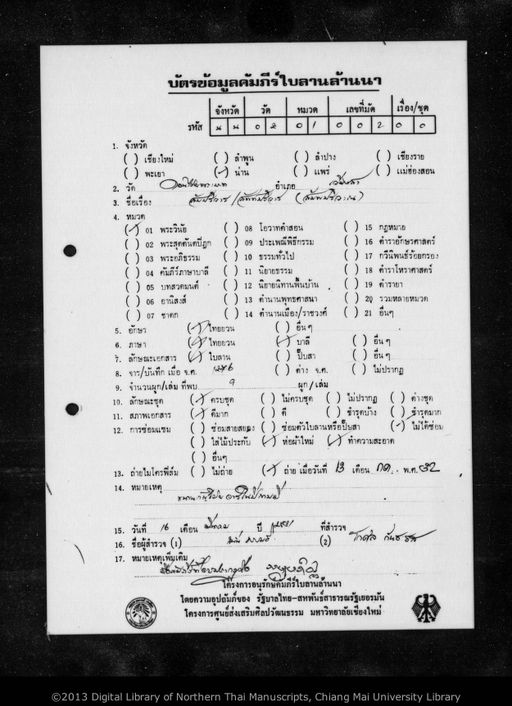 บัตรข้อมูลคัมภีร์ใบลานล้านนา
จังหวัด วัด หมวด เลขที่มัด เรื่อง/ชุด
รหัส น น 0 2 0 1 0 0 2 0 0
1. จังหวัด
( ) เชียงใหม่ ( ) ลำพูน ( ) ลำปาง ( ) เชียงราย
( ) พะเยา (✓) น่าน ( ) แพร่ ( ) แม่ฮ่องสอน
2. วัด อำเภอ
3. ชื่อเรื่อง
4. หมวด
(✓) 01 พระวินัย ( ) 08 โอวาทคำสอน ( ) 15 กฎหมาย
( ) 02 พระสุตตันตปิฎก ( ) 09 ประเพณีพิธีกรรม ( ) 16 ตำราอักษรศาสตร์
( ) 03 พระอภิธรรม ( ) 10 ธรรมทั่วไป ( ) 17 กวีนิพนธ์ร้อยกรอง
( ) 04 คัมภีร์ภาษาบาลี ( ) 11 นิยายธรรม ( ) 18 ตำราโหราศาสตร์
( ) 05 บทสวดมนต์ ( ) 12 นิยายนิทานพื้นบ้าน ( ) 19 ตำรายา
( ) 06 อานิสงส์ ( ) 13 ตำนานพุทธศาสนา ( ) 20 รวมหลายหมวด
( ) 07 ชาดก ( ) 14 ตำนานเมือง/ราชวงศ์ ( ) 21 อื่นๆ
5. อักษร (✓) ไทยยวน ( ) อื่นๆ
6. ภาษา (✓) ไทยยวน (✓) บาลี ( ) อื่นๆ
7. ลักษณะเอกสาร (✓) ใบลาน ( ) ปั๊บสา ( ) อื่นๆ
8. จาร/บันทึก เมื่อ จ.ศ. ( ) ต่าง จ.ศ. ( ) ไม่ปรากฏ
9. จำนวนผูก/เล่ม ที่พบ 9 ผูก/เล่ม
10. ลักษณะชุด (✓) ครบชุด ( ) ไม่ครบชุด ( ) ไม่ปรากฏ ( ) ต่างชุด
11. สภาพเอกสาร (✓) ดีมาก ( ) ดี ( ) ชำรุดบ้าง ( ) ชำรุดมาก
12. การซ่อมแซม ( ) ซ่อมสายสยอง ( ) ซ่อมตัวใบลานหรือปั๊บสา (✓) ไม่ได้ซ่อม
( ) ใส่ไม้ประกับ (✓) ห่อผ้าใหม่ (✓) ทำความสะอาด
( ) อื่นๆ
13. ถ่ายไมโครฟิล์ม ( ) ไม่ถ่าย (✓) ถ่าย เมื่อวันที่ 13 เดือน กค. พ.ศ. 32
14. หมายเหตุ
15. วันที่ 16 เดือน ปี ที่สำรวจ
16. ชื่อผู้สำรวจ (1) (2)
17. หมายเหตุเพิ่มเติม
โครงการอนุรักษ์คัมภีร์ใบลานล้านนา
โดยความอุปถัมภ์ของ รัฐบาลไทย-สหพันธ์สาธารณรัฐเยอรมัน
โครงการศูนย์ส่งเสริมศิลปวัฒนธรรม มหาวิทยาลัยเชียงใหม่
©2013 Digital Library of Northern Thai Manuscripts, Chiang Mai University Library